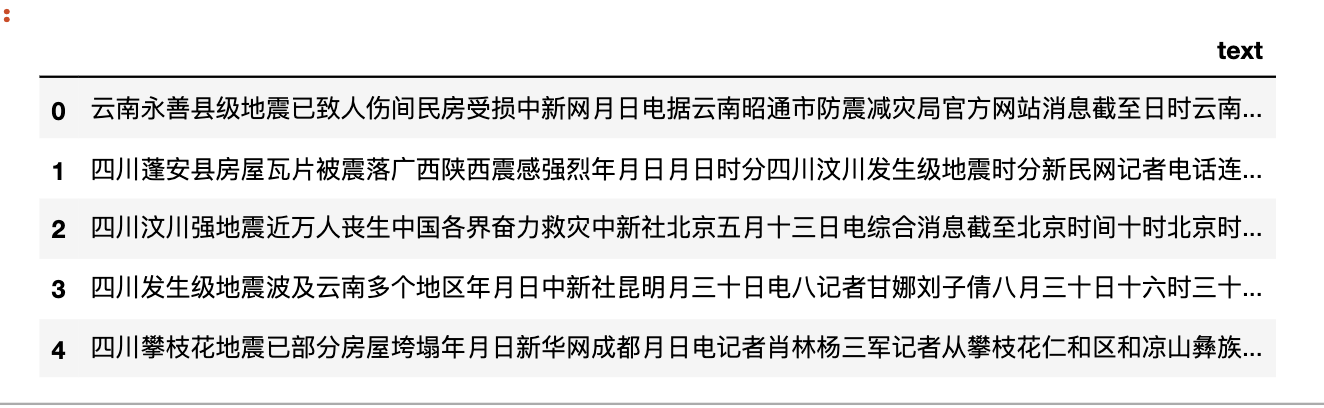 :
text
0 云南永善县级地震已致人伤间民房受损中新网月日电据云南昭通市防震减灾局官方网站消息截至日时云南...
1 四川蓬安县房屋瓦片被震落广西陕西震感强烈年月日月日时分四川汶川发生级地震时分新民网记者电话连...
2 四川汶川强地震近万人丧生中国各界奋力救灾中新社北京五月十三日电综合消息截至北京时间十时北京时...
3 四川发生级地震波及云南多个地区年月日中新社昆明月三十日电八记者甘娜刘子倩八月三十日十六时三十...
4 四川攀枝花地震已部分房屋垮塌年月日新华网成都月日电记者肖林杨三军记者从攀枝花仁和区和凉山彝族...